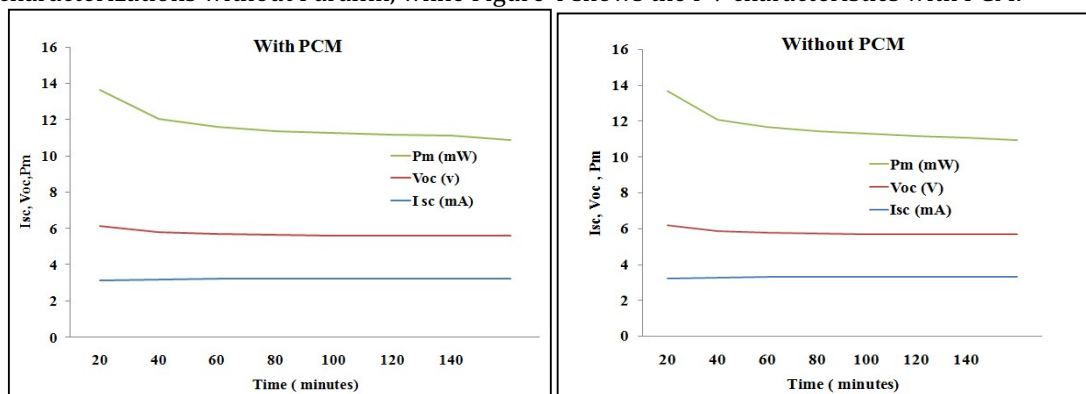 characterizations without Paraffin, while Figure 4 shows the PV characteristics with PCM.
With PCM
16
14
12
10
8
6
4
2
0
Isc,Voc,Pm
Pm (mW)
Voc (v)
I sc (mA)
20 40 60 80 100 120 140
Time ( minutes)
Without PCM
16
14
12
10
8
6
4
2
0
Isc, Voc , Pm
Pm (mW)
Voc (V)
Isc (mA)
20 40 60 80 100 120 140
Time ( minutes)